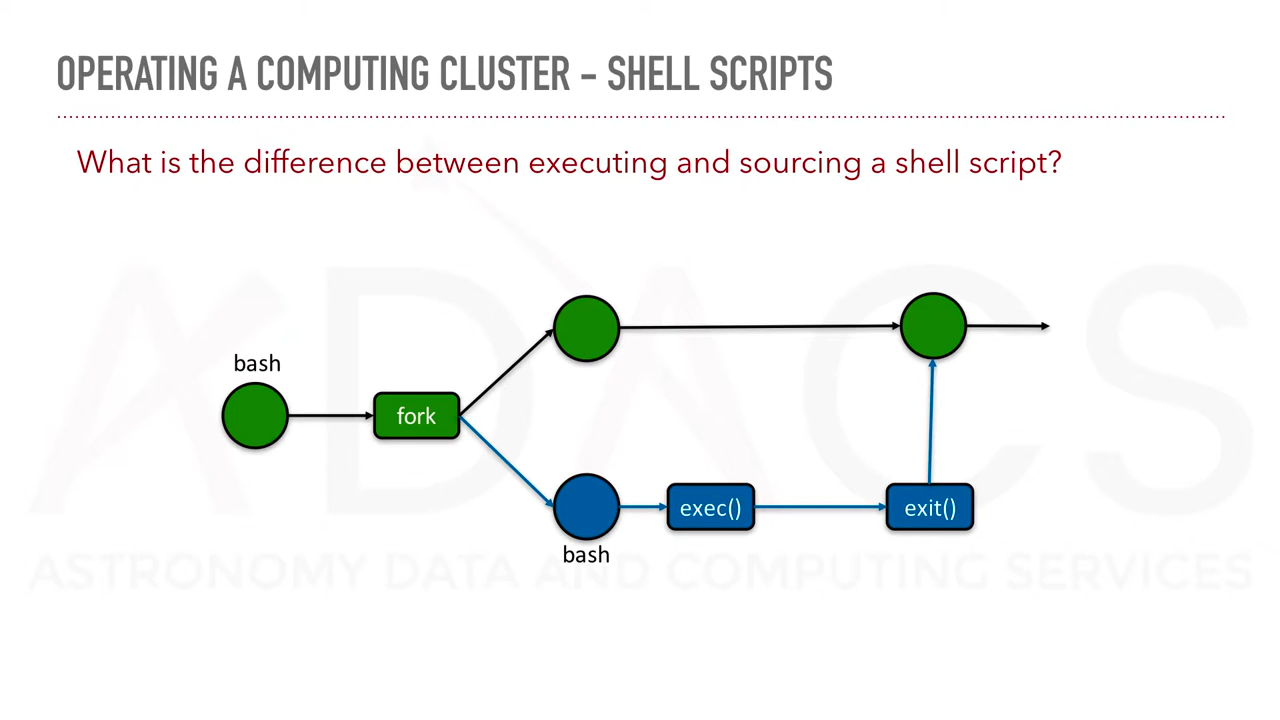 OPERATING A COMPUTING CLUSTER – SHELL SCRIPTS
What is the difference between executing and sourcing a shell script?
bash
fork
exec()
exit()
bash
ADACS
ASTRONOMY DATA AND COMPUTING SERVICES